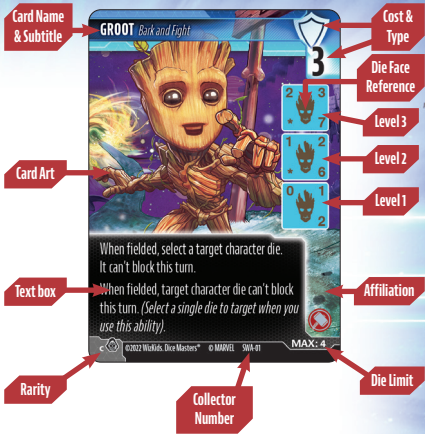 Card Name
& Subtitle
GROOT Bark and Fight
Cost &
Type
3
Die Face
Reference
2 3
* 7
Level 3
1 2
* 6
Level 2
0 1
2
Level 1
Card Art
When fielded, select a target character die.
It can't block this turn.
Text box
When fielded, target character die can't block
this turn. (Select a single die to target when you
use this ability).
Affiliation
C ©2022 WizKids. Dice Masters® © MARVEL SWA-01
MAX: 4
Rarity
Collector
Number
Die Limit